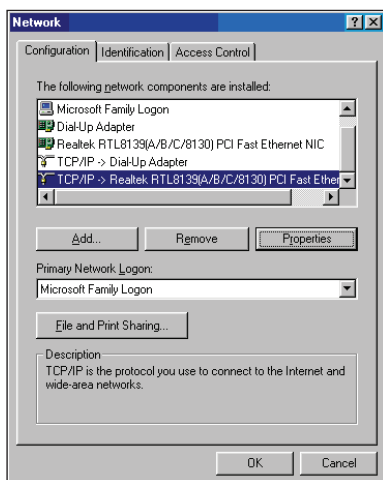 Network
Configuration Identification Access Control
The following network components are installed:
Microsoft Family Logon
Dial-Up Adapter
Realtek RTL8139(A/B/C/8130) PCI Fast Ethernet NIC
TCP/IP -> Dial-Up Adapter
TCP/IP -> Realtek RTL8139(A/B/C/8130) PCI Fast Ether
Add... Remove Properties
Primary Network Logon:
Microsoft Family Logon
File and Print Sharing...
Description
TCP/IP is the protocol you use to connect to the Internet and
wide-area networks.
OK Cancel